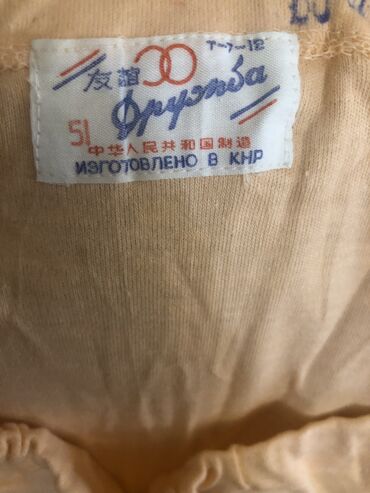 Т-7-12
友誼
Дружба
51
中华人民共和国制造
ИЗГОТОВЛЕНО В КНР